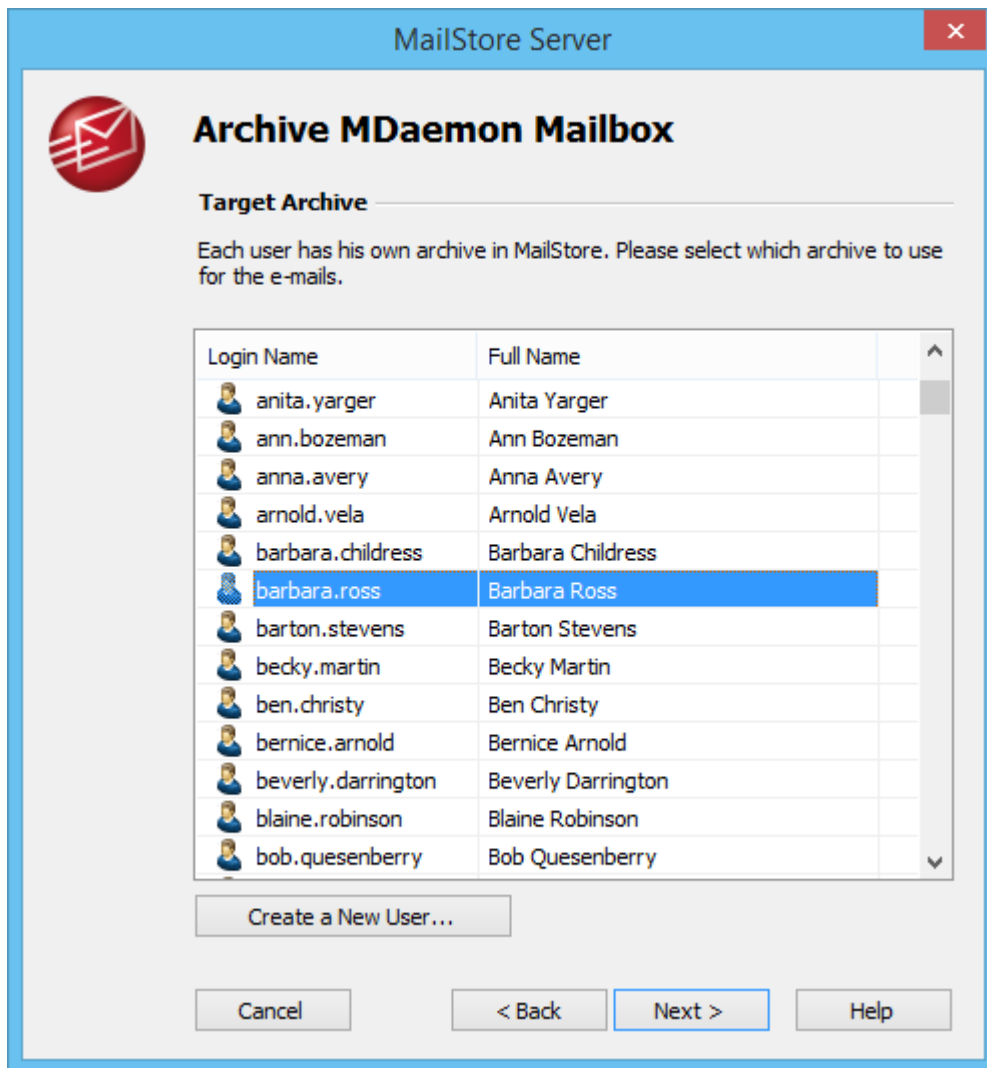 MailStore Server
Archive MDaemon Mailbox
Target Archive
Each user has his own archive in MailStore. Please select which archive to use
for the e-mails.
Login Name Full Name
anita.yarger Anita Yarger
ann.bozeman Ann Bozeman
anna.avery Anna Avery
arnold.vela Arnold Vela
barbara.childress Barbara Childress
barbara.ross Barbara Ross
barton.stevens Barton Stevens
becky.martin Becky Martin
ben.christy Ben Christy
bernice.arnold Bernice Arnold
beverly.darrington Beverly Darrington
blaine.robinson Blaine Robinson
bob.quesenberry Bob Quesenberry
Create a New User...
Cancel < Back Next > Help